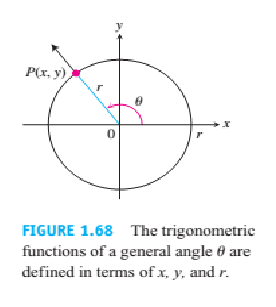 y
P(x, y)
r
θ
0
r
x
FIGURE 1.68 The trigonometric
functions of a general angle θ are
defined in terms of x, y, and r.